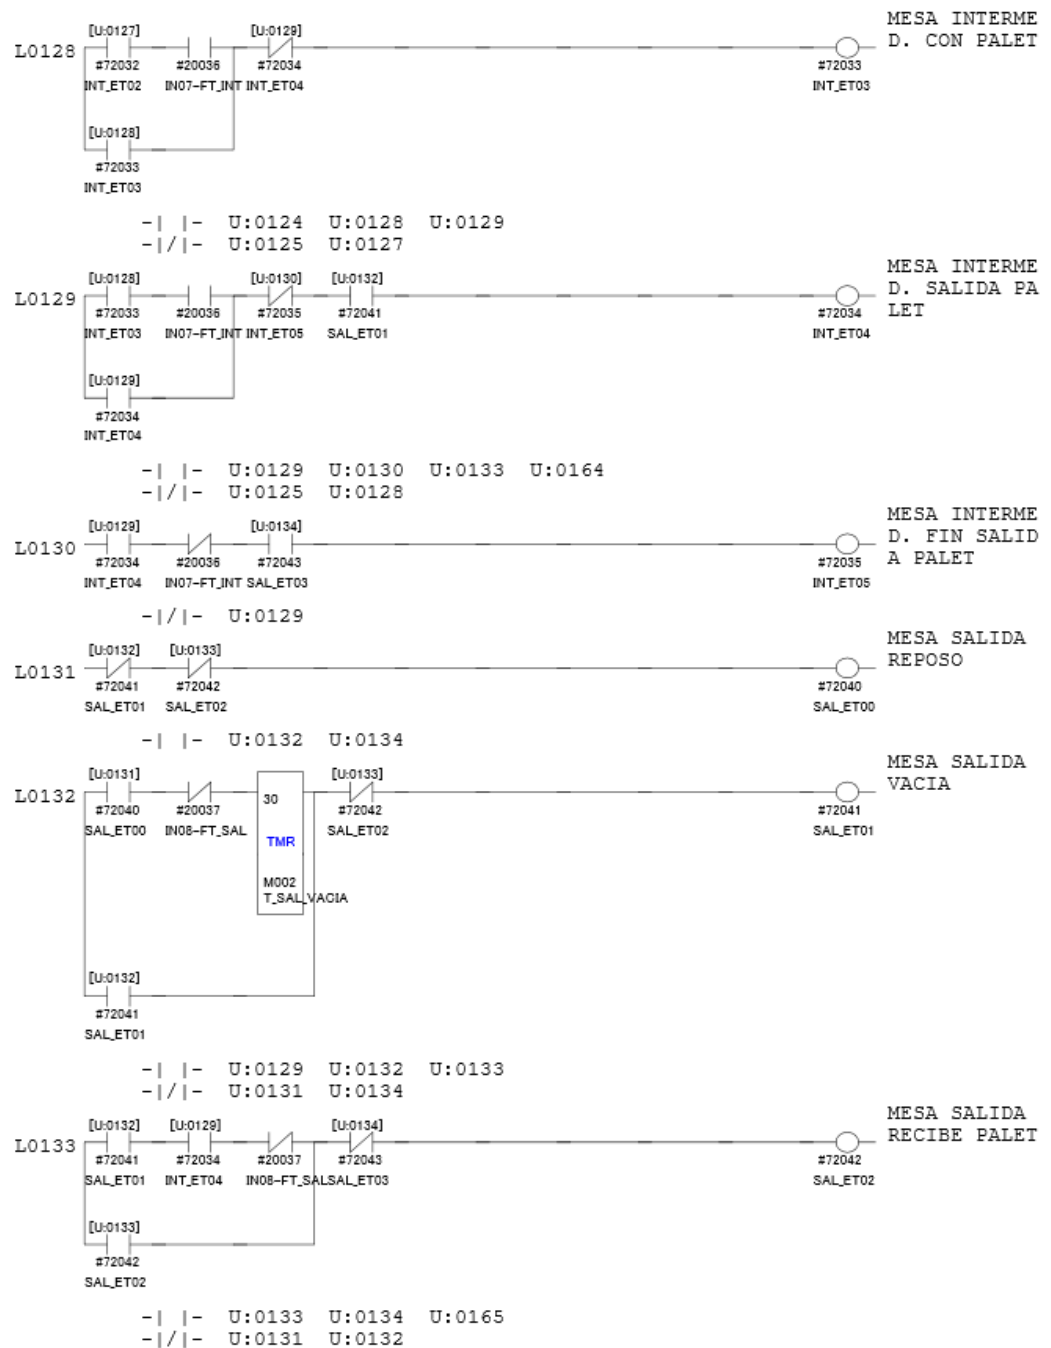 MESA INTERME
[U:0127] [U:0129] D. CON PALET
L0128
#72032 #20036 #72034 #72033
INT_ET02 IN07-FT_INT INT_ET04 INT_ET03
[U:0128]
#72033
INT_ET03
-| |- U:0124 U:0128 U:0129
-|/|- U:0125 U:0127
MESA INTERME
[U:0128] [U:0130] [U:0132] D. SALIDA PA
L0129 LET
#72033 #20036 #72035 #72041 #72034
INT_ET03 IN07-FT_INT INT_ET05 SAL_ET01 INT_ET04
[U:0129]
#72034
INT_ET04
-| |- U:0129 U:0130 U:0133 U:0164
-|/|- U:0125 U:0128
MESA INTERME
[U:0129] [U:0134] D. FIN SALID
L0130 A PALET
#72034 #20036 #72043 #72035
INT_ET04 IN07-FT_INT SAL_ET03 INT_ET05
-|/|- U:0129
MESA SALIDA
[U:0132] [U:0133] REPOSO
L0131
#72041 #72042 #72040
SAL_ET01 SAL_ET02 SAL_ET00
-| |- U:0132 U:0134
MESA SALIDA
[U:0131] [U:0133] VACIA
L0132 30
#72040 #20037 #72042 #72041
SAL_ET00 IN08-FT_SAL SAL_ET02 SAL_ET01
TMR
M002
T_SAL_VACIA
[U:0132]
#72041
SAL_ET01
-| |- U:0129 U:0132 U:0133
-|/|- U:0131 U:0134
MESA SALIDA
[U:0132] [U:0129] [U:0134] RECIBE PALET
L0133
#72041 #72034 #20037 #72043 #72042
SAL_ET01 INT_ET04 IN08-FT_SAL SAL_ET03 SAL_ET02
[U:0133]
#72042
SAL_ET02
-| |- U:0133 U:0134 U:0165
-|/|- U:0131 U:0132